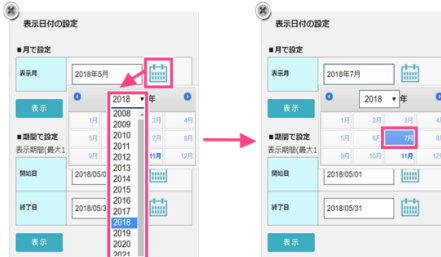 表示日付の設定
■月で設定
表示月
2018年5月
2018
年
表示
1月
3月
4月
5月
7月
8月
9月
11月
12月
2008
2009
2010
2011
2012
2013
2014
2015
2016
2017
2018
2019
2020
2021
■期間で設定
表示期間(最大1
開始日
2018/05/0
終了日
2018/05/3
表示
表示日付の設定
■月で設定
表示月
2018年7月
2018
年
表示
1月
2月
3月
4月
5月
6月
7月
8月
9月
10月
11月
12月
■期間で設定
表示期間(最大1
開始日
2018/05/01
終了日
2018/05/31
表示